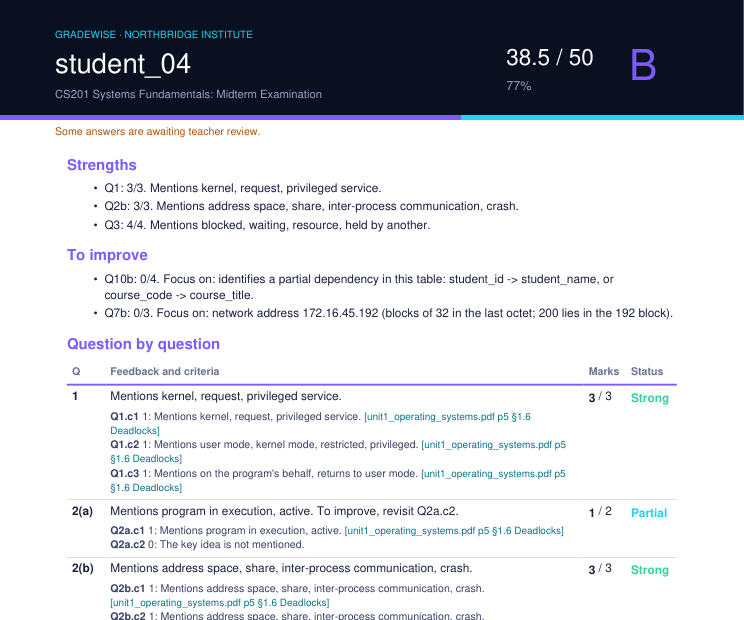 GRADEWISE · NORTHBRIDGE INSTITUTE
student_04
38.5 / 50
B
CS201 Systems Fundamentals: Midterm Examination
77%
Some answers are awaiting teacher review.
Strengths
• Q1: 3/3. Mentions kernel, request, privileged service.
• Q2b: 3/3. Mentions address space, share, inter-process communication, crash.
• Q3: 4/4. Mentions blocked, waiting, resource, held by another.
To improve
• Q10b: 0/4. Focus on: identifies a partial dependency in this table: student_id -> student_name, or
course_code -> course_title.
• Q7b: 0/3. Focus on: network address 172.16.45.192 (blocks of 32 in the last octet; 200 lies in the 192 block).
Question by question
Q Feedback and criteria Marks Status
1 Mentions kernel, request, privileged service. 3 / 3 Strong
Q1.c1 1: Mentions kernel, request, privileged service. [unit1_operating_systems.pdf p5 §1.6
Deadlocks]
Q1.c2 1: Mentions user mode, kernel mode, restricted, privileged. [unit1_operating_systems.pdf p5
§1.6 Deadlocks]
Q1.c3 1: Mentions on the program's behalf, returns to user mode. [unit1_operating_systems.pdf p5
§1.6 Deadlocks]
2(a) Mentions program in execution, active. To improve, revisit Q2a.c2. 1 / 2 Partial
Q2a.c1 1: Mentions program in execution, active. [unit1_operating_systems.pdf p5 §1.6 Deadlocks]
Q2a.c2 0: The key idea is not mentioned.
2(b) Mentions address space, share, inter-process communication, crash. 3 / 3 Strong
Q2b.c1 1: Mentions address space, share, inter-process communication, crash.
[unit1_operating_systems.pdf p5 §1.6 Deadlocks]
Q2b.c2 1: Mentions address space, share, inter-process communication, crash.